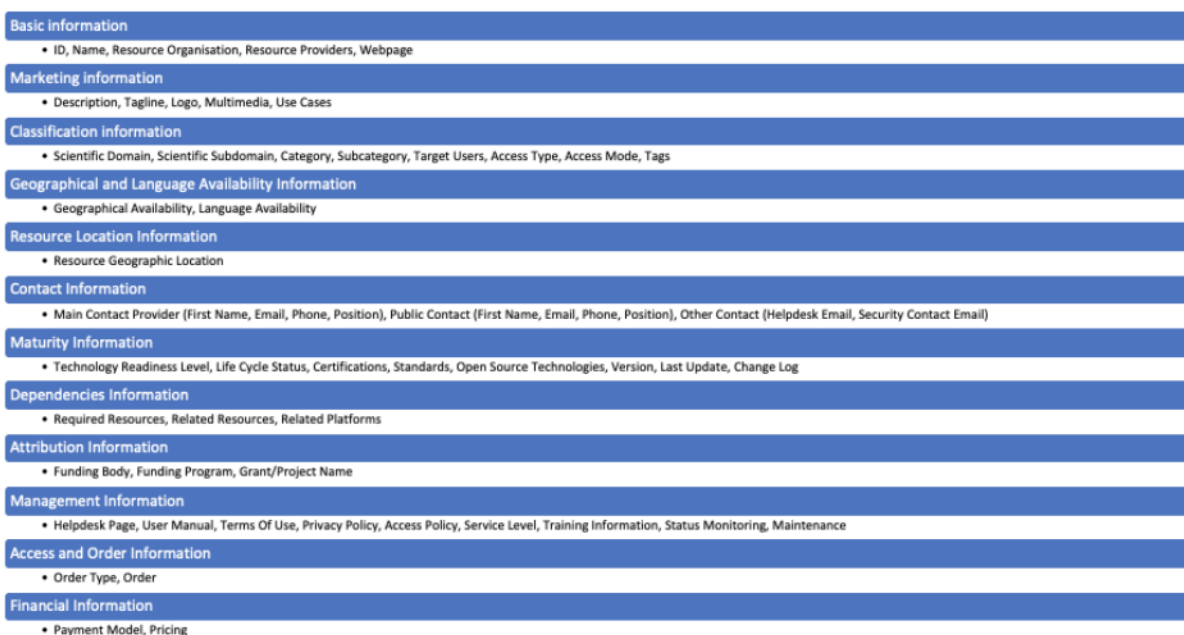 Basic information
• ID, Name, Resource Organisation, Resource Providers, Webpage
Marketing information
• Description, Tagline, Logo, Multimedia, Use Cases
Classification information
• Scientific Domain, Scientific Subdomain, Category, Subcategory, Target Users, Access Type, Access Mode, Tags
Geographical and Language Availability Information
• Geographical Availability, Language Availability
Resource Location Information
• Resource Geographic Location
Contact Information
• Main Contact Provider (First Name, Email, Phone, Position), Public Contact (First Name, Email, Phone, Position), Other Contact (Helpdesk Email, Security Contact Email)
Maturity Information
• Technology Readiness Level, Life Cycle Status, Certifications, Standards, Open Source Technologies, Version, Last Update, Change Log
Dependencies Information
• Required Resources, Related Resources, Related Platforms
Attribution Information
• Funding Body, Funding Program, Grant/Project Name
Management Information
• Helpdesk Page, User Manual, Terms Of Use, Privacy Policy, Access Policy, Service Level, Training Information, Status Monitoring, Maintenance
Access and Order Information
• Order Type, Order
Financial Information
• Payment Model, Pricing